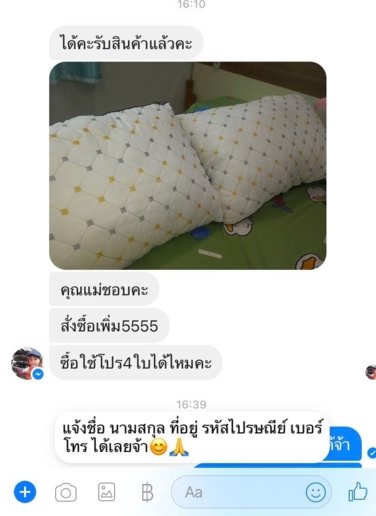 16:10
ได้คะรับสินค้าแล้วคะ
คุณแม่ชอบคะ
สั่งซื้อเพิ่ม5555
ซื้อใช้โปร4ใบได้ไหมคะ
16:39
แจ้งชื่อ นามสกุล ที่อยู่ รหัสไปรษณีย์ เบอร์
โทร ได้เลยจ้า😊🙏
จ้า
Aa